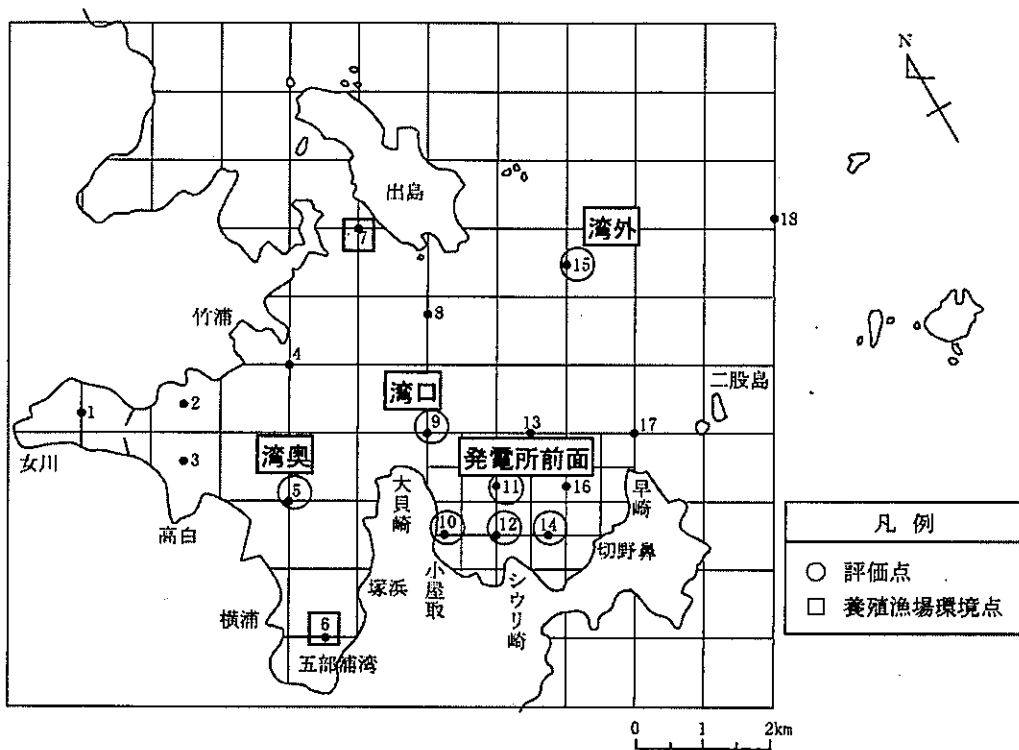 N
出島
湾外
18
7
15
竹浦
8
4
二股島
湾口
1
2
9
13
17
女川
3
湾奥
発電所前面
5
大貝崎
11
16
早崎
高白
10
12
14
切野鼻
小屋取
塚浜
シウリ崎
横浦
6
五部浦湾
凡 例
○ 評価点
□ 養殖漁場環境点
0 1 2km